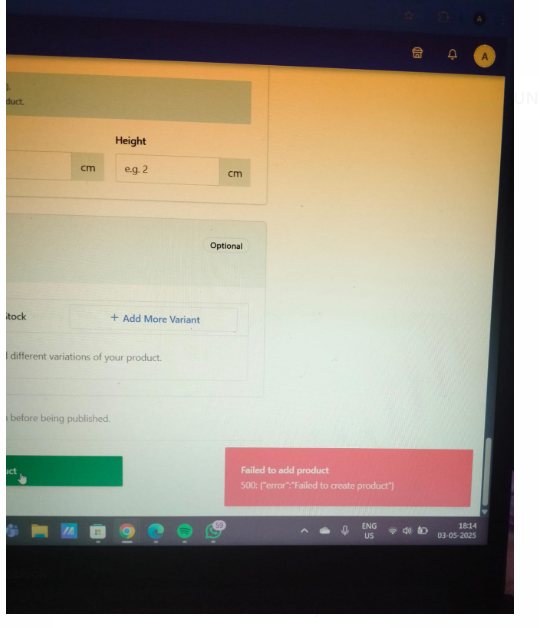 A
A
duct.
Height
cm
e.g. 2
cm
Optional
Stock
+ Add More Variant
different variations of your product.
before being published.
uct
Failed to add product
500: {"error":"Failed to create product"}
ENG
US
18:14
03-05-2025
UN